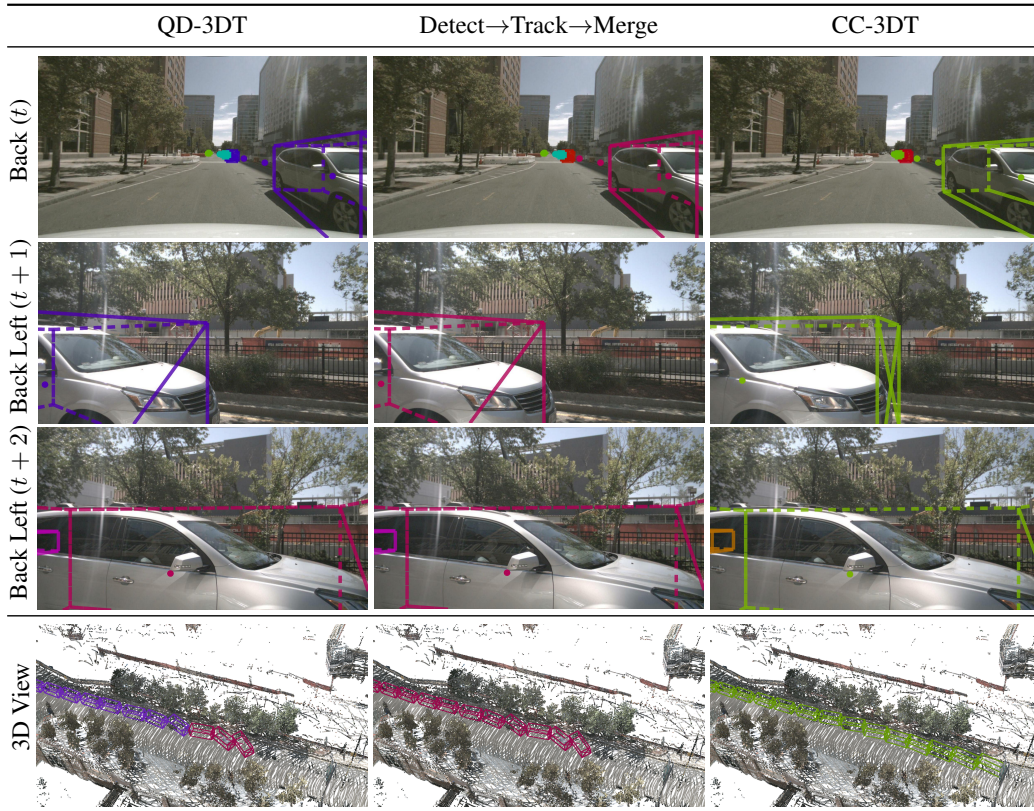 QD-3DT
Detect→Track→Merge
CC-3DT
Back (t)
Back Left (t + 1)
Back Left (t + 2)
3D View